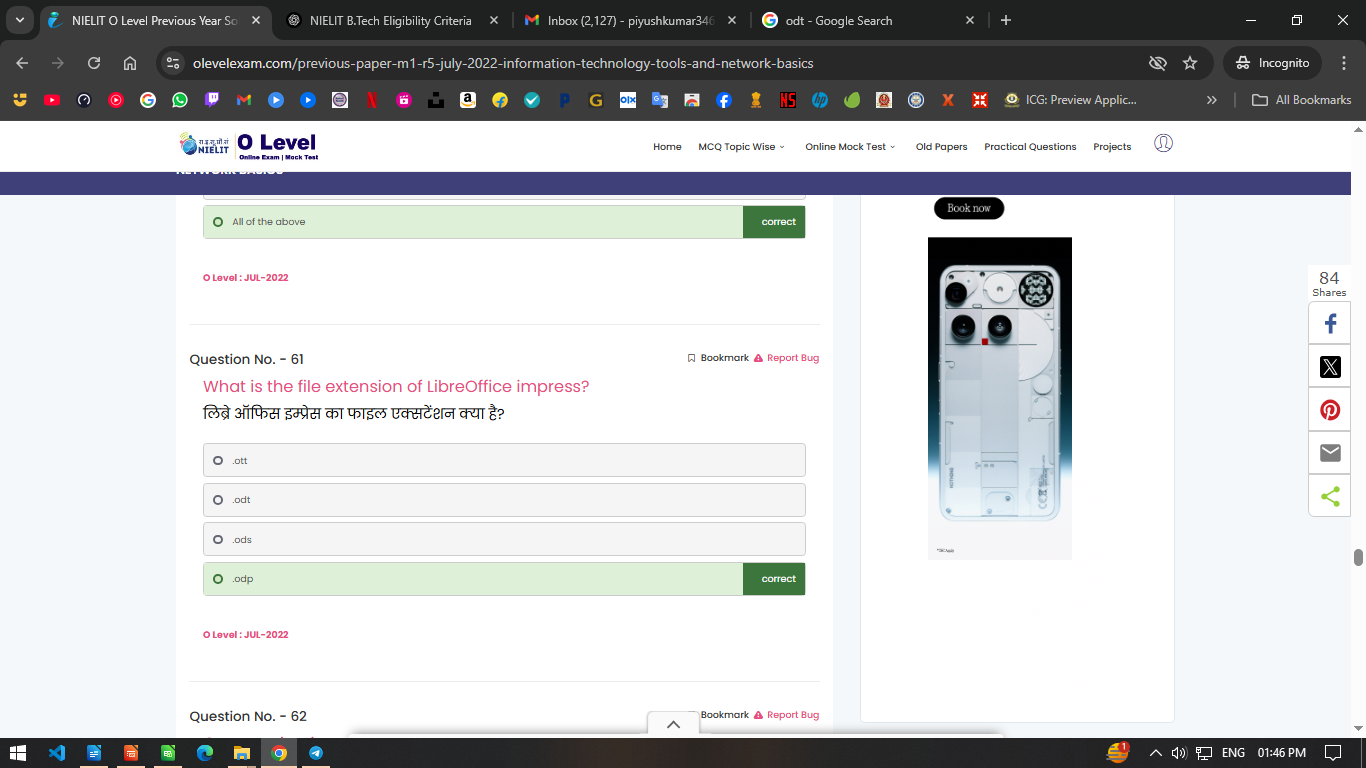 NIELIT O Level Previous Year So
NIELIT B.Tech Eligibility Criteria
Inbox (2,127) - piyushkumar346
odt - Google Search
olevelexam.com/previous-paper-m1-r5-july-2022-information-technology-tools-and-network-basics
Incognito
ICG: Preview Applic...
All Bookmarks
रा.इ.सू.प्रौ.सं
NIELIT
O Level
Online Exam | Mock Test
Home
MCQ Topic Wise
Online Mock Test
Old Papers
Practical Questions
Projects
NETWORK BASICS
All of the above
correct
O Level : JUL-2022
Question No. - 61
Bookmark
Report Bug
What is the file extension of LibreOffice impress?
लिब्रे ऑफिस इम्प्रेस का फाइल एक्सटेंशन क्या है?
.ott
.odt
.ods
.odp
correct
O Level : JUL-2022
Question No. - 62
Bookmark
Report Bug
Book now
84
Shares
1
ENG
01:46 PM